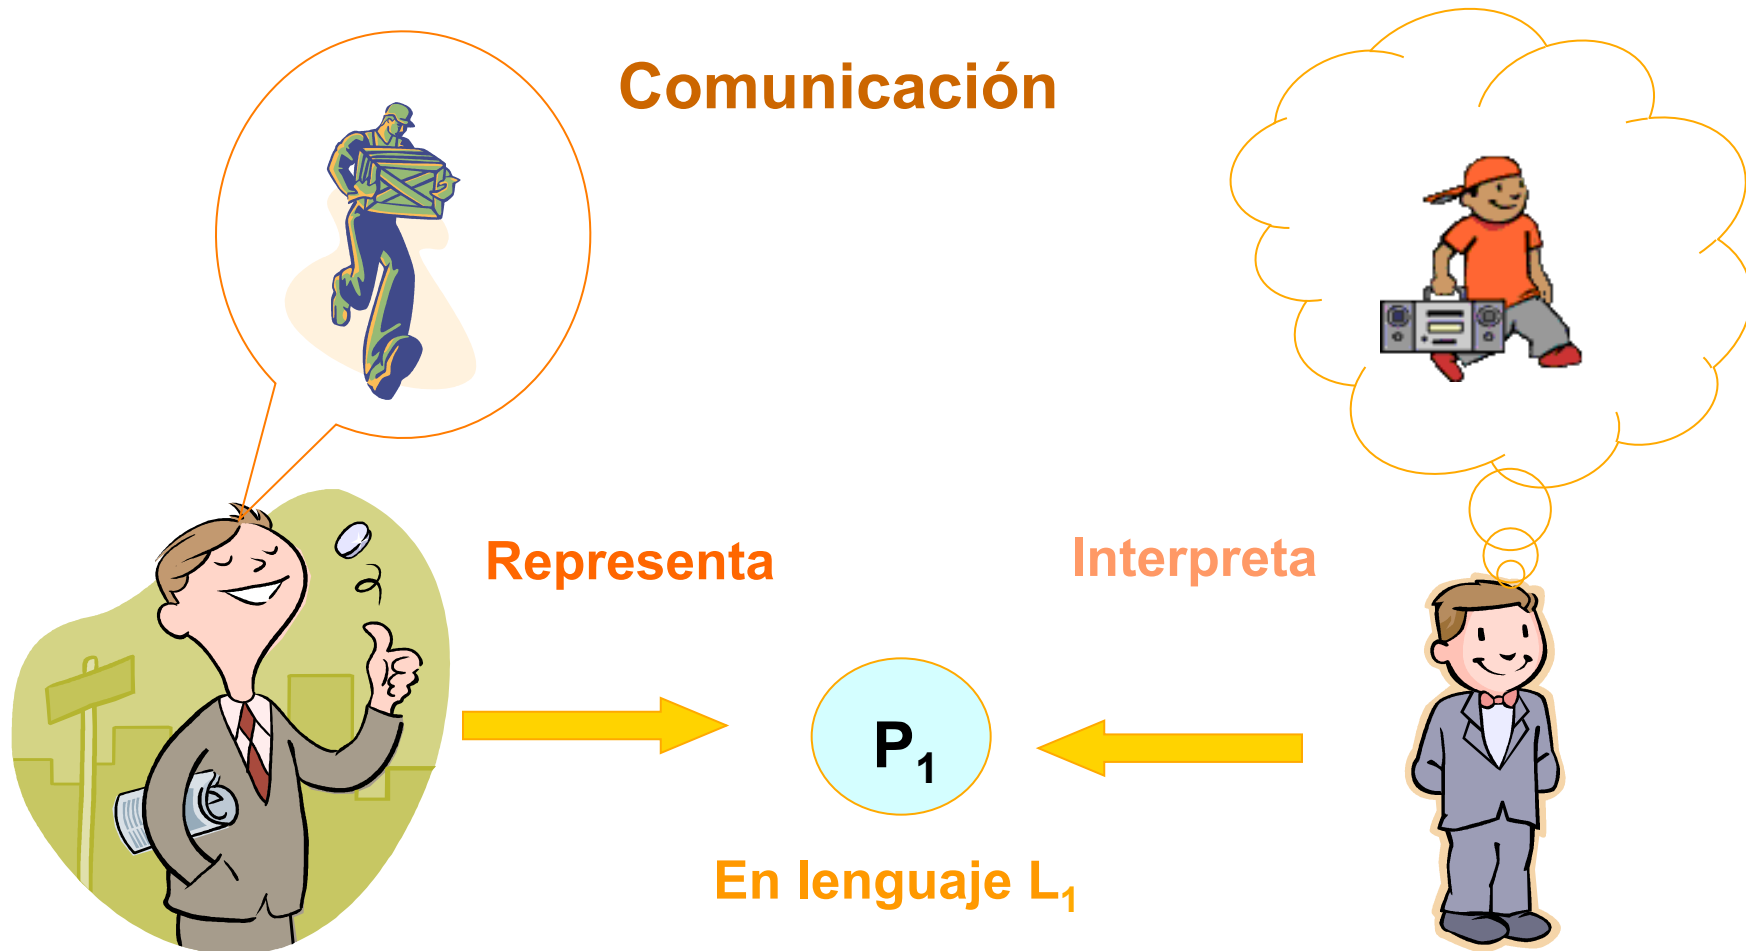 Comunicación
Representa
Interpreta
P₁
En lenguaje L₁